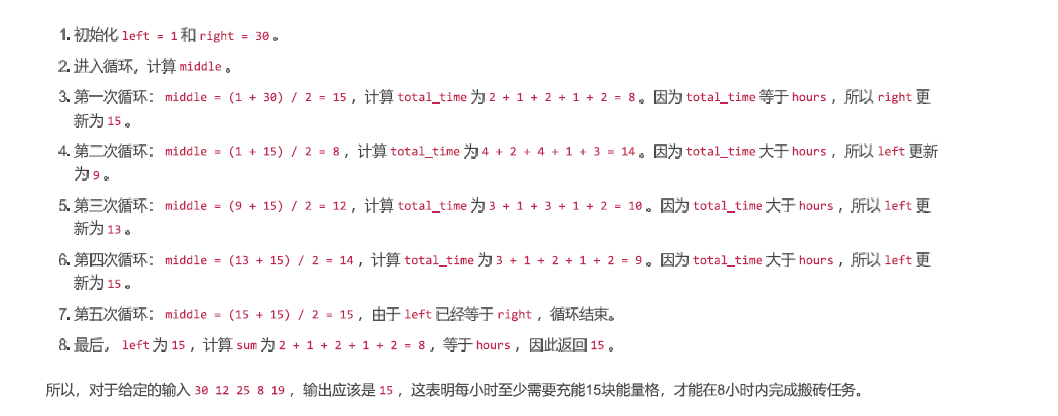 1. 初始化 left = 1 和 right = 30 。
2. 进入循环，计算 middle 。
3. 第一次循环： middle = (1 + 30) / 2 = 15 ，计算 total_time 为 2 + 1 + 2 + 1 + 2 = 8 。因为 total_time 等于 hours ，所以 right 更
新为 15 。
4. 第二次循环： middle = (1 + 15) / 2 = 8 ，计算 total_time 为 4 + 2 + 4 + 1 + 3 = 14 。因为 total_time 大于 hours ，所以 left 更新
为 9 。
5. 第三次循环： middle = (9 + 15) / 2 = 12 ，计算 total_time 为 3 + 1 + 3 + 1 + 2 = 10 。因为 total_time 大于 hours ，所以 left 更
新为 13 。
6. 第四次循环： middle = (13 + 15) / 2 = 14 ，计算 total_time 为 3 + 1 + 2 + 1 + 2 = 9 。因为 total_time 大于 hours ，所以 left 更
新为 15 。
7. 第五次循环： middle = (15 + 15) / 2 = 15 ，由于 left 已经等于 right ，循环结束。
8. 最后， left 为 15 ，计算 sum 为 2 + 1 + 2 + 1 + 2 = 8 ，等于 hours ，因此返回 15 。
所以，对于给定的输入 30 12 25 8 19 ，输出应该是 15 ，这表明每小时至少需要充能15块能量格，才能在8小时内完成搬砖任务。